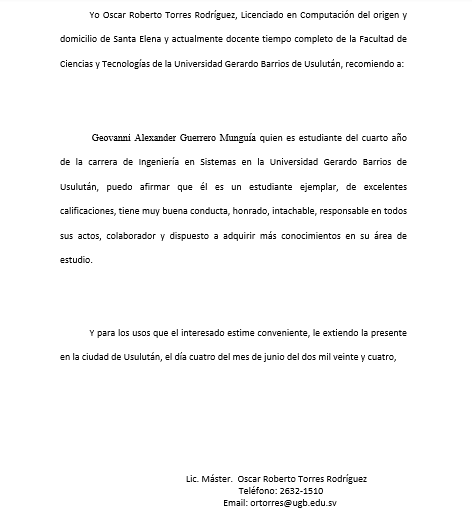 Yo Oscar Roberto Torres Rodríguez, Licenciado en Computación del origen y
domicilio de Santa Elena y actualmente docente tiempo completo de la Facultad de
Ciencias y Tecnologías de la Universidad Gerardo Barrios de Usulután, recomiendo a:
Geovanni Alexander Guerrero Munguía quien es estudiante del cuarto año
de la carrera de Ingeniería en Sistemas en la Universidad Gerardo Barrios de
Usulután, puedo afirmar que él es un estudiante ejemplar, de excelentes
calificaciones, tiene muy buena conducta, honrado, intachable, responsable en todos
sus actos, colaborador y dispuesto a adquirir más conocimientos en su área de
estudio.
Y para los usos que el interesado estime conveniente, le extiendo la presente
en la ciudad de Usulután, el día cuatro del mes de junio del dos mil veinte y cuatro,
Lic. Máster. Oscar Roberto Torres Rodríguez
Teléfono: 2632-1510
Email: ortorres@ugb.edu.sv